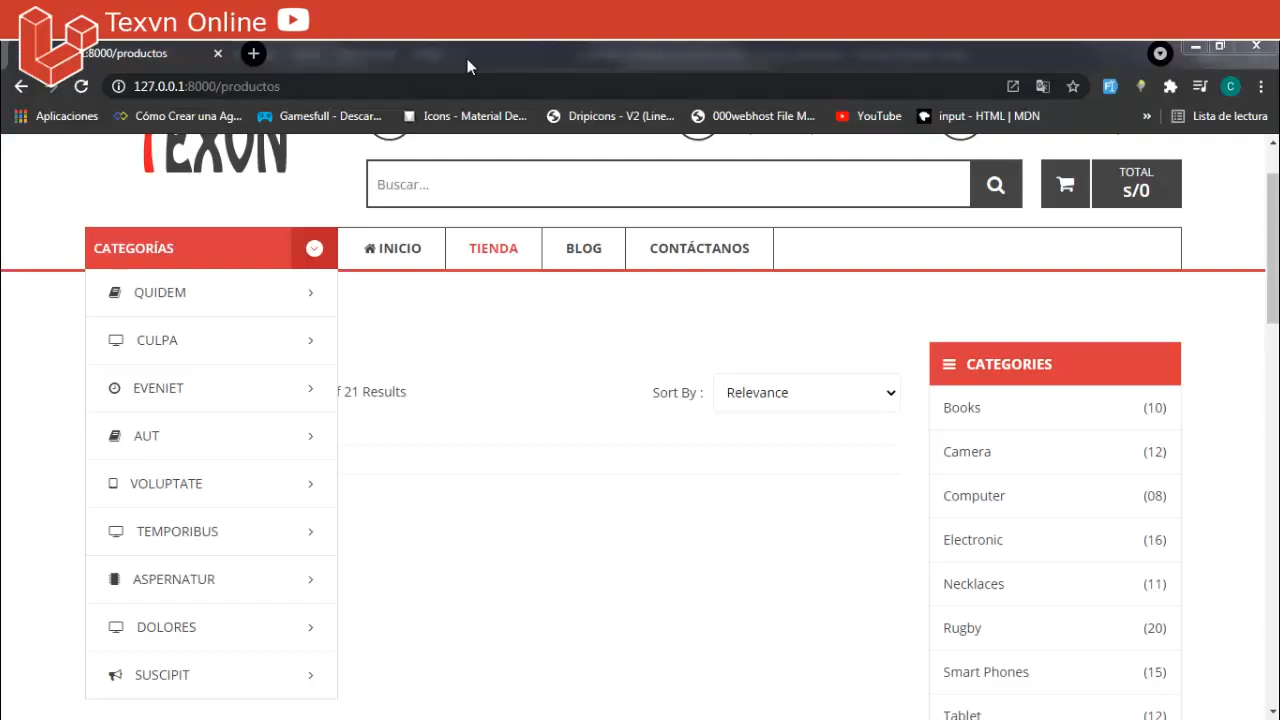 Texvn Online
:8000/productos
127.0.0.1:8000/productos
Aplicaciones
Cómo Crear una Ag...
Gamesfull - Descar...
Icons - Material De...
Dripicons - V2 (Line...
000webhost File M...
YouTube
input - HTML | MDN
»
Lista de lectura
TEXVN
Buscar...
TOTAL
s/0
CATEGORÍAS
INICIO
TIENDA
BLOG
CONTÁCTANOS
QUIDEM
CULPA
EVENIET
AUT
VOLUPTATE
TEMPORIBUS
ASPERNATUR
DOLORES
SUSCIPIT
f 21 Results
Sort By :
Relevance
CATEGORIES
Books (10)
Camera (12)
Computer (08)
Electronic (16)
Necklaces (11)
Rugby (20)
Smart Phones (15)
Tablet (12)